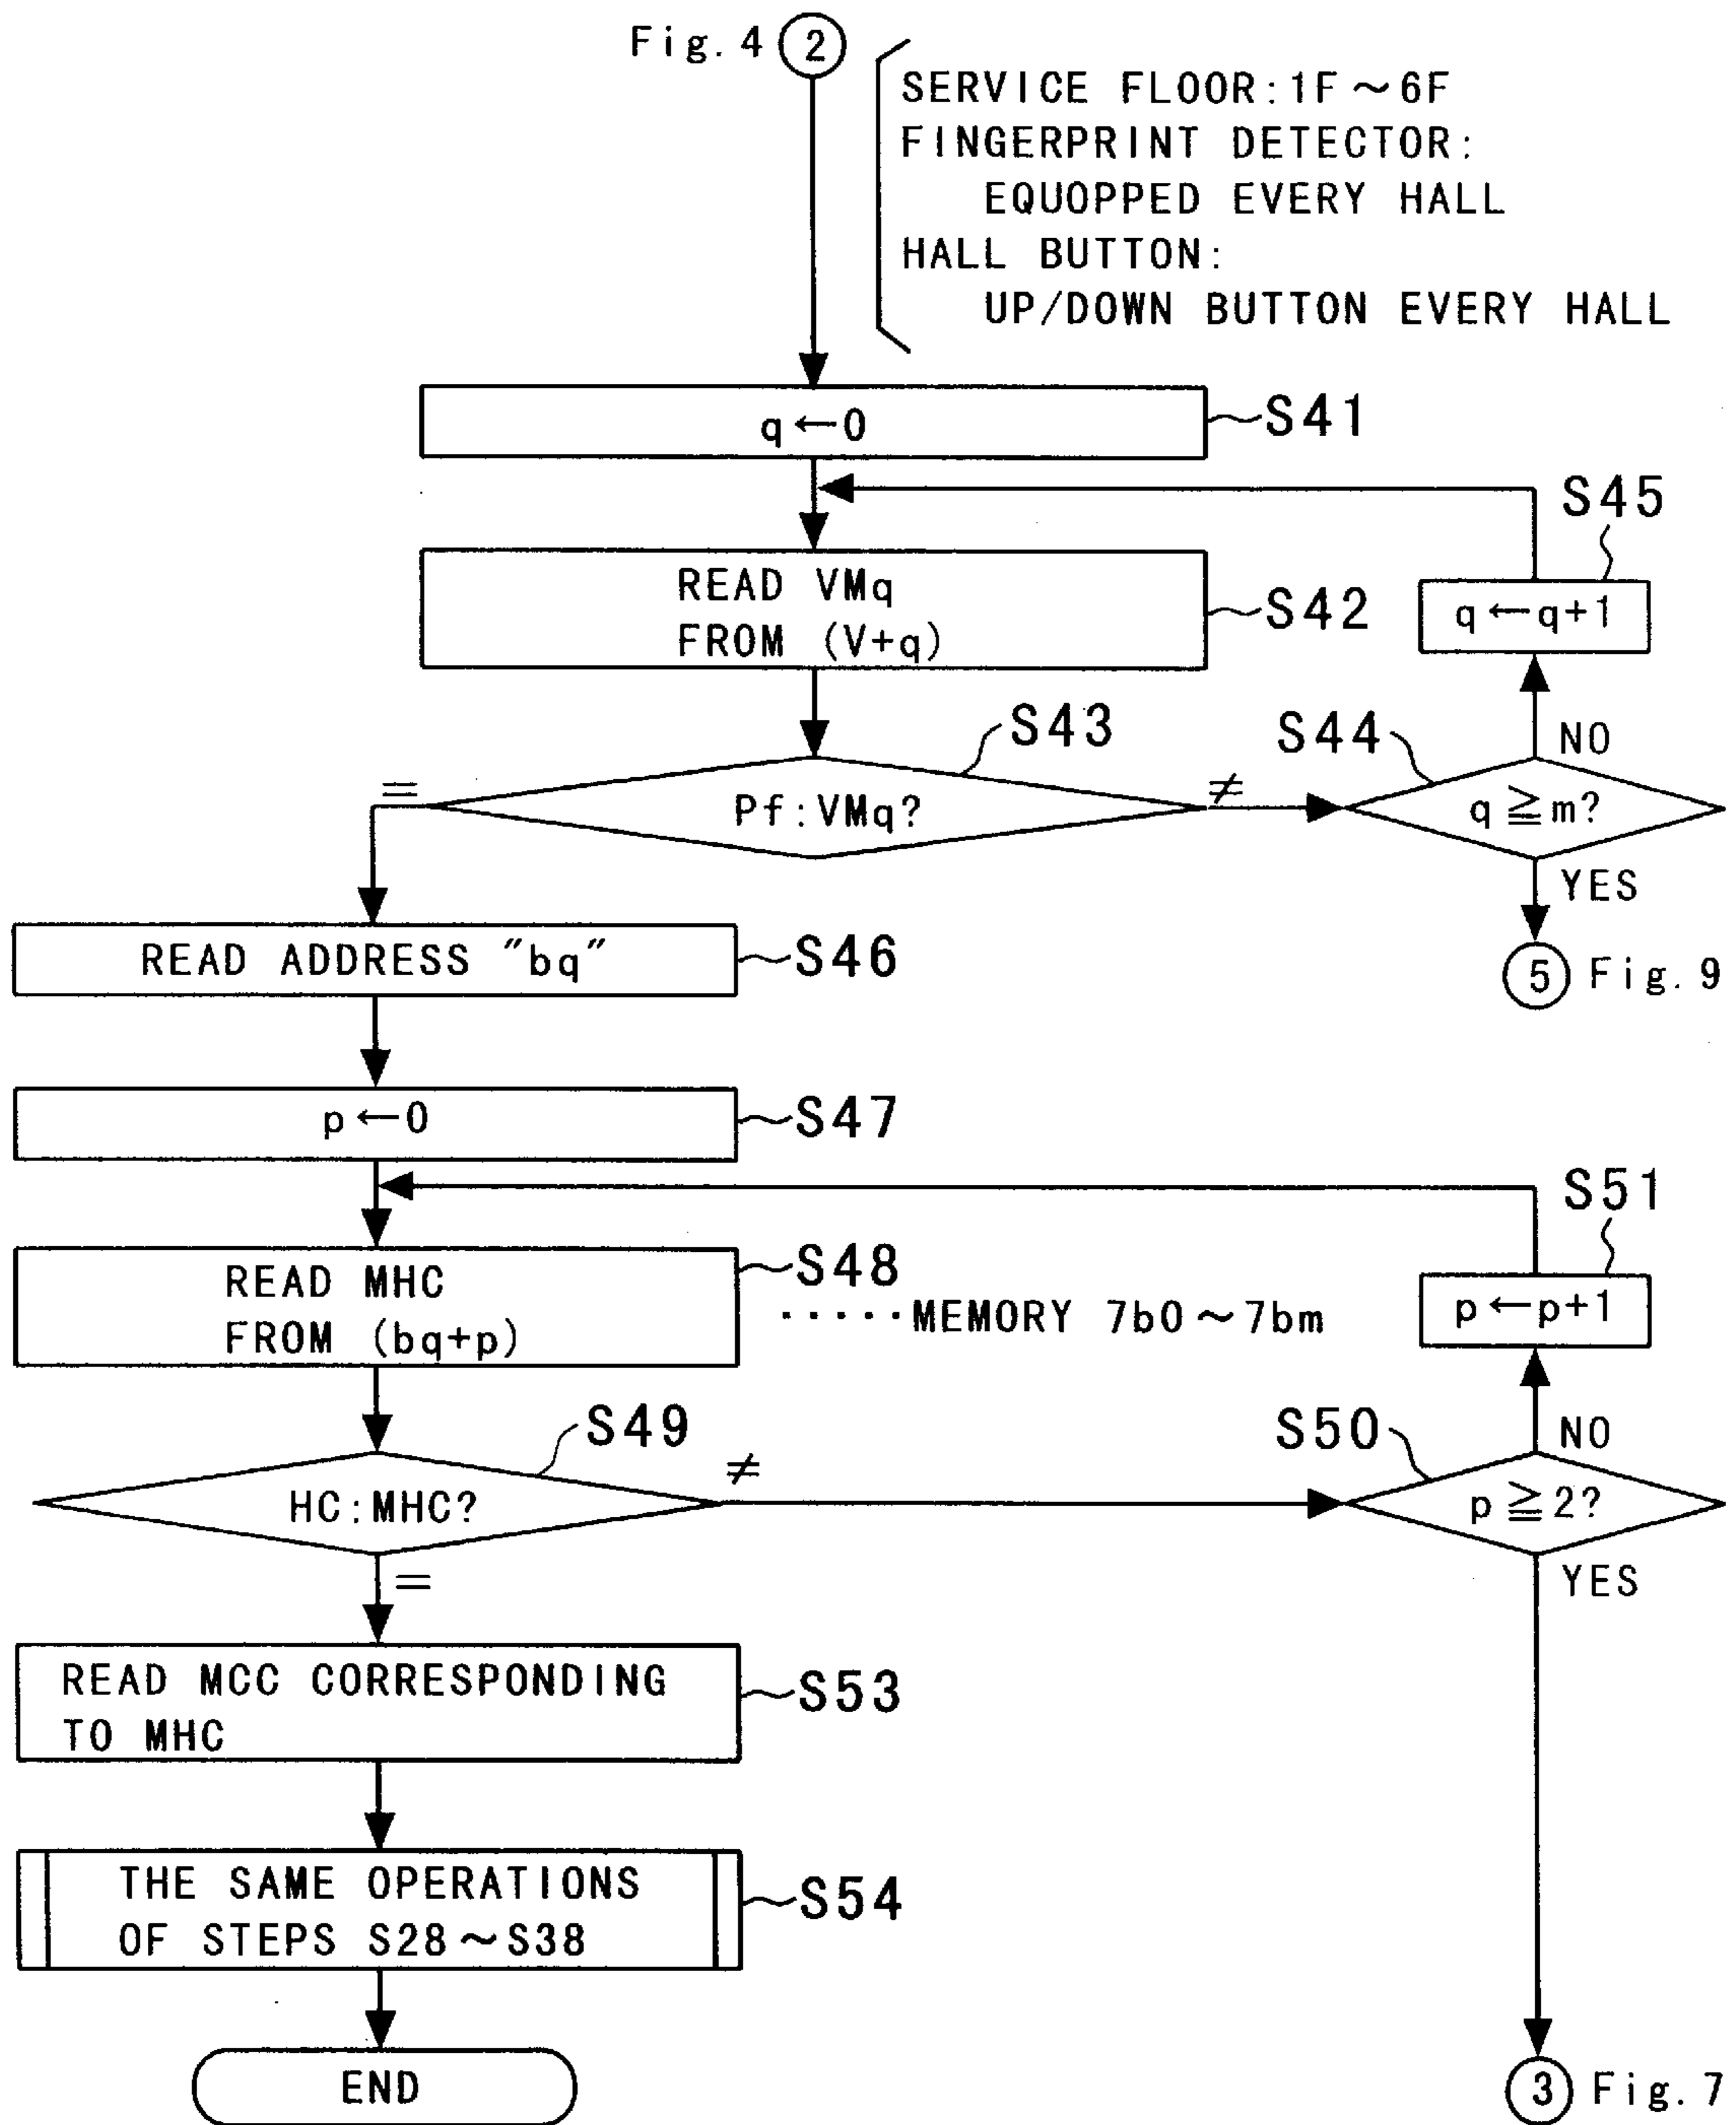 Fig. 4 2
SERVICE FLOOR:1F～6F
FINGERPRINT DETECTOR:
EQUOPPED EVERY HALL
HALL BUTTON:
UP/DOWN BUTTON EVERY HALL
q←0
S41
S45
READ VMq
FROM (V+q)
S42
q←q+1
S43
S44
NO
=
Pf:VMq?
≠
q≧m?
YES
READ ADDRESS "bq"
S46
5 Fig. 9
p←0
S47
S51
READ MHC
FROM (bq+p)
S48
·····MEMORY 7b0～7bm
p←p+1
S49
S50
NO
HC:MHC?
≠
p≧2?
=
YES
READ MCC CORRESPONDING
TO MHC
S53
THE SAME OPERATIONS
OF STEPS S28～S38
S54
END
3 Fig. 7